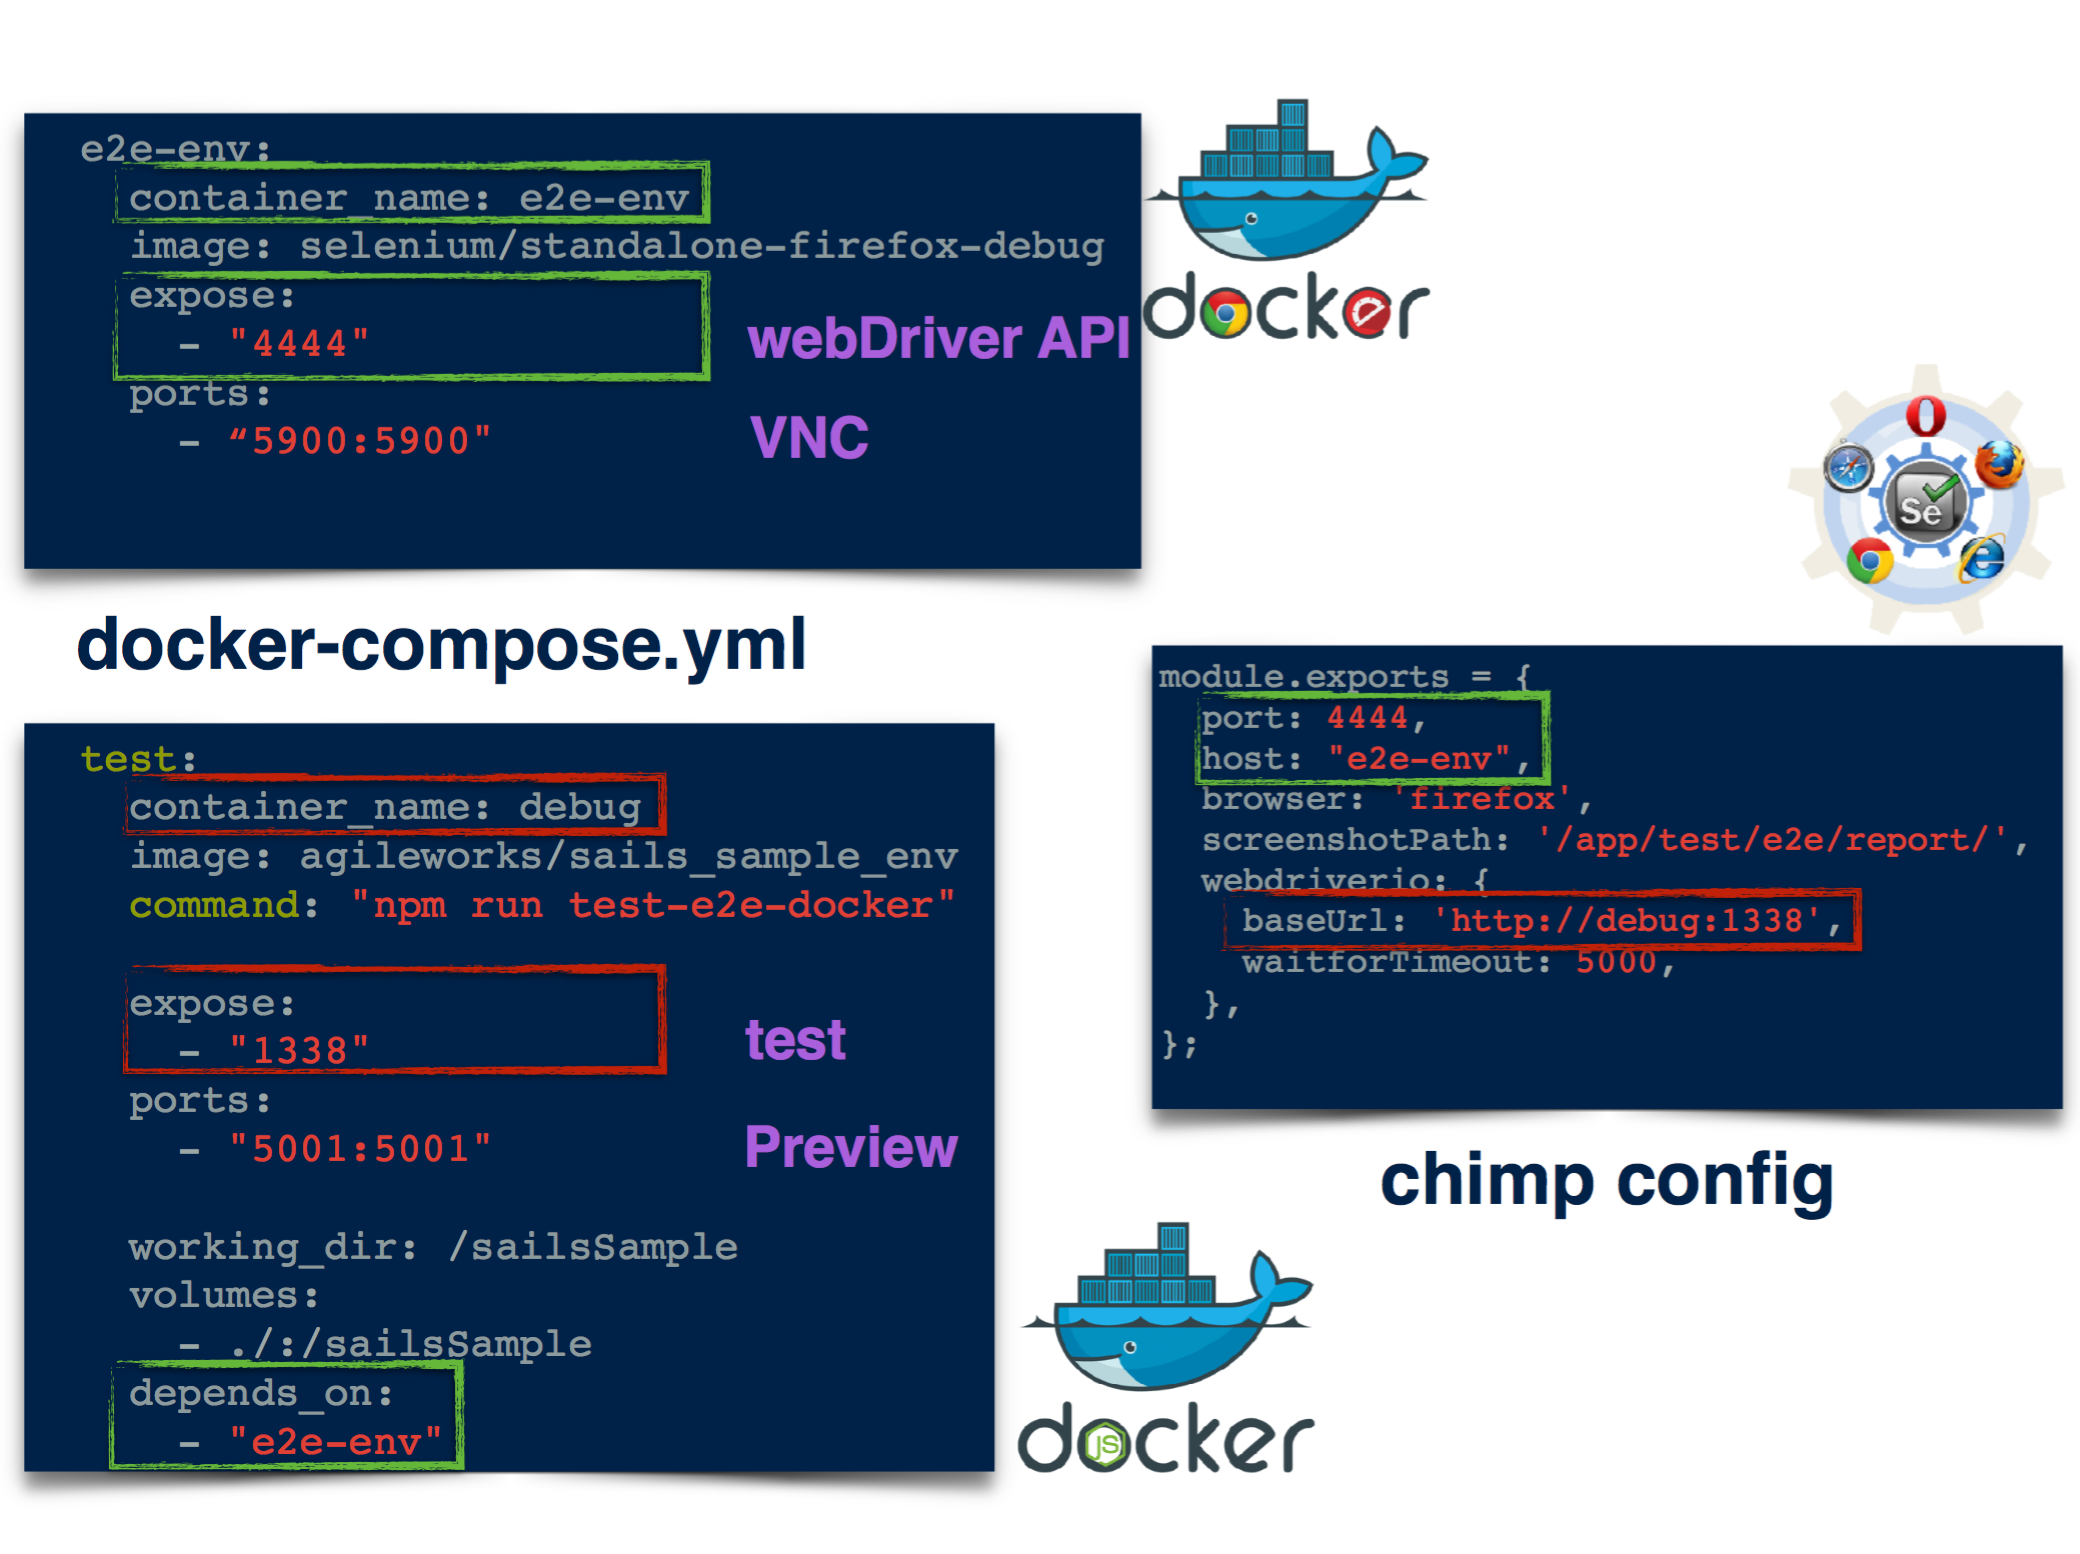 e2e-env:
container_name: e2e-env
image: selenium/standalone-firefox-debug
expose:
- "4444"
webDriver API
ports:
- “5900:5900"
VNC
docker
docker-compose.yml
test:
container_name: debug
image: agileworks/sails_sample_env
command: "npm run test-e2e-docker"
expose:
- "1338"
test
ports:
- "5001:5001"
Preview
working_dir: /sailsSample
volumes:
- ./:/sailsSample
depends_on:
- "e2e-env"
JS
docker
Se
module.exports = {
port: 4444,
host: "e2e-env",
browser: 'firefox',
screenshotPath: '/app/test/e2e/report/',
webdriverio: {
baseUrl: 'http://debug:1338',
waitforTimeout: 5000,
},
};
chimp config